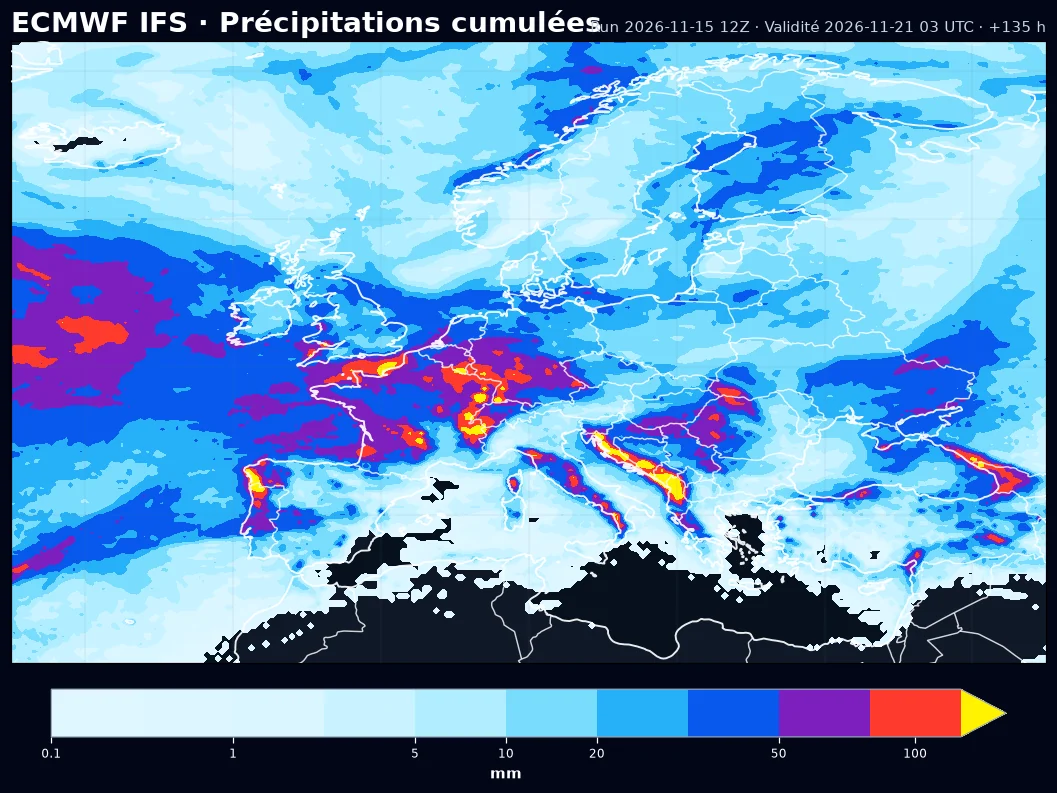 ECMWF IFS · Précipitations cumulées
Run 2026-11-15 12Z · Validité 2026-11-21 03 UTC · +135 h
0.1 1 5 10 20 50 100
mm